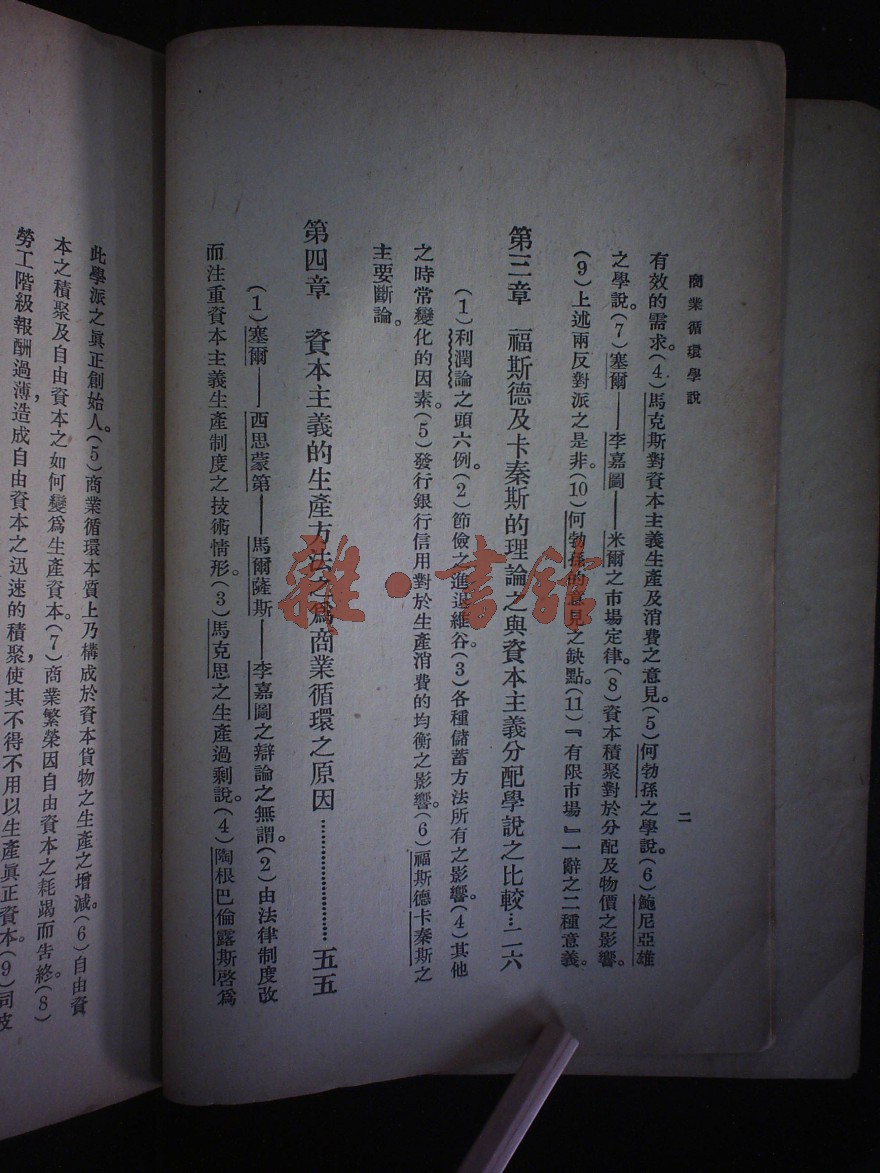 商業循環學說
二
有效的需求。(4)馬克斯對資本主義生產及消費之意見。(5)何勃孫之學說。(6)鮑尼亞雄
之學說。(7)塞爾——李嘉圖——米爾之市場定律。(8)資本積聚對於分配及物價之影響。
(9)上述兩反對派之是非。(10)何勃孫的意見之缺點。(11)『有限市場』一辭之二種意義。
第三章　福斯德及卡秦斯的理論之與資本主義分配學說之比較…二六
(1)利潤論之頭六例。(2)節儉之進退維谷。(3)各種儲蓄方法所有之影響。(4)其他
之時常變化的因素。(5)發行銀行信用對於生產消費的均衡之影響。(6)福斯德卡秦斯之
主要斷論。
第四章　資本主義的生產方法之爲商業循環之原因…………………五五
(1)塞爾——西思蒙第——馬爾薩斯——李嘉圖之辯論之無謂。(2)由法律制度改
而注重資本主義生產制度之技術情形。(3)馬克思之生產過剩說。(4)陶根巴倫露斯啓爲
此學派之眞正創始人。(5)商業循環本質上乃構成於資本貨物之生產之增減。(6)自由資
本之積聚及自由資本之如何變爲生產資本。(7)商業繁榮因自由資本之耗竭而告終。(8)
勞工階級報酬過薄，造成自由資本之迅速的積聚，使其不得不用以生產眞正資本。(9)司
雜·書館